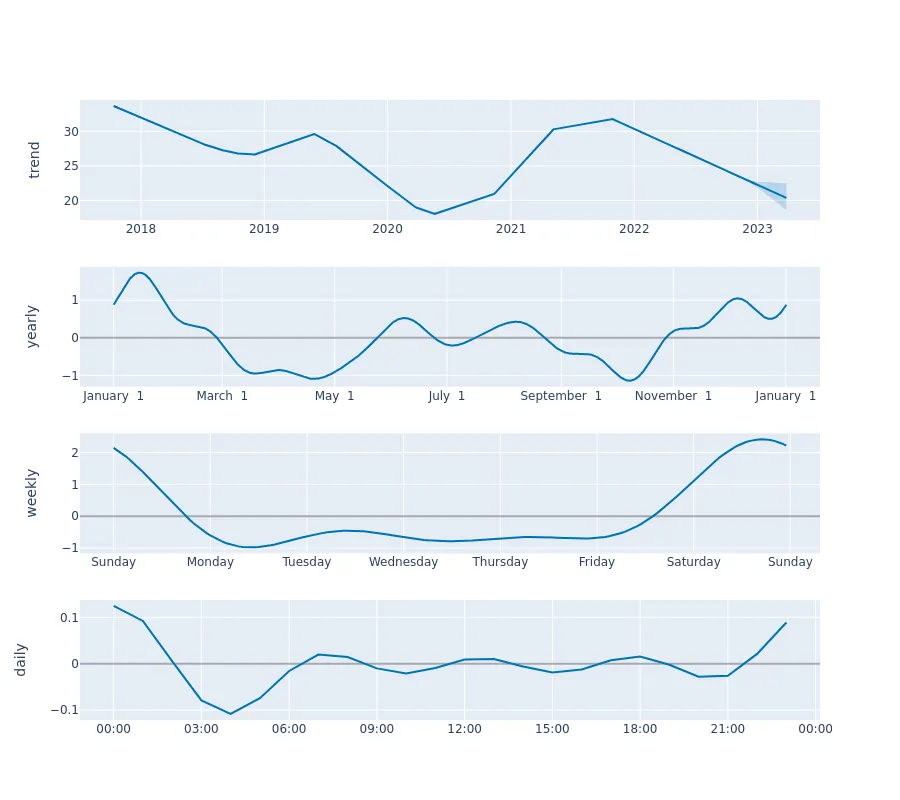 trend
30
25
20
2018 2019 2020 2021 2022 2023
yearly
1
0
−1
January 1 March 1 May 1 July 1 September 1 November 1 January 1
weekly
2
1
0
−1
Sunday Monday Tuesday Wednesday Thursday Friday Saturday Sunday
daily
0.1
0
−0.1
00:00 03:00 06:00 09:00 12:00 15:00 18:00 21:00 00:00